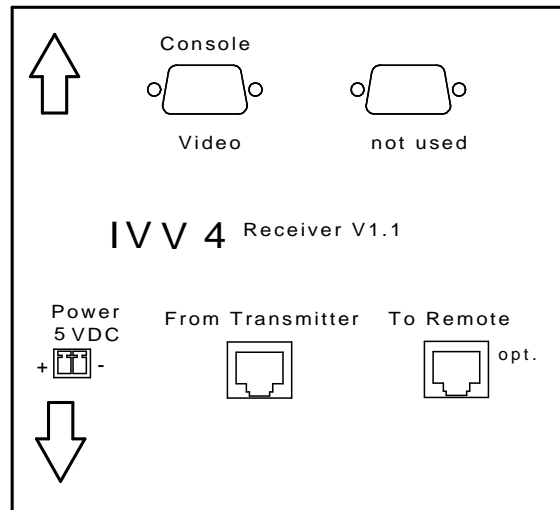 Console
Video
not used
IVV 4 Receiver V1.1
Power
5 VDC
+ -
From Transmitter
To Remote
opt.